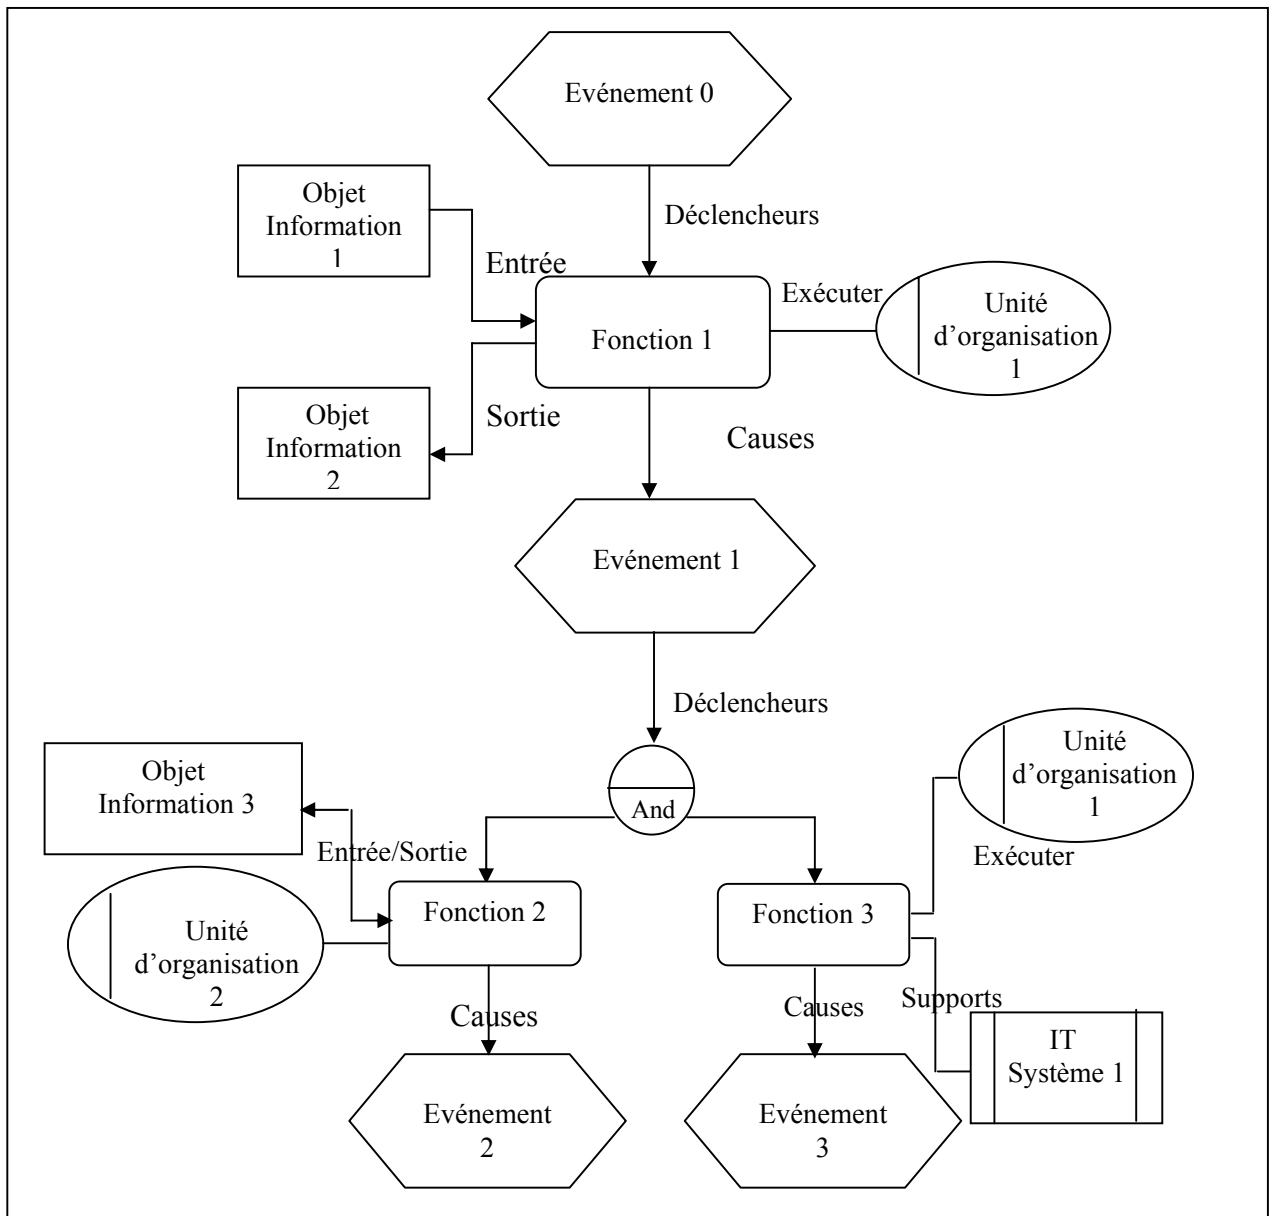 Evénement 0
Objet
Information
1
Déclencheurs
Entrée
Exécuter
Fonction 1
Unité
d’organisation
1
Objet
Information
2
Sortie
Causes
Evénement 1
Déclencheurs
Objet
Information 3
And
Unité
d’organisation
1
Entrée/Sortie
Exécuter
Fonction 2
Fonction 3
Unité
d’organisation
2
Causes
Causes
Supports
IT
Système 1
Evénement
2
Evénement
3